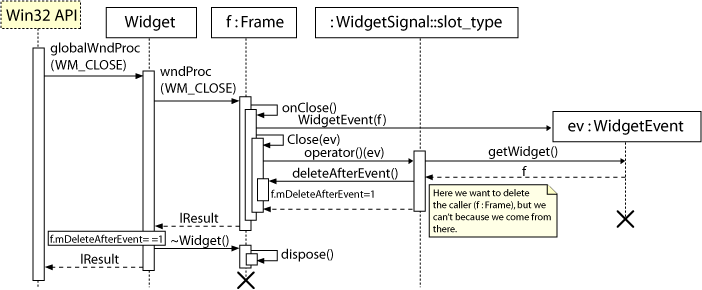 Win32 API
Widget
f : Frame
: WidgetSignal::slot_type
globalWndProc
(WM_CLOSE)
wndProc
(WM_CLOSE)
onClose()
WidgetEvent(f)
ev : WidgetEvent
Close(ev)
operator()(ev)
getWidget()
deleteAfterEvent()
f
f.mDeleteAfterEvent=1
Here we want to delete
the caller (f : Frame), but we
can't because we come from
there.
lResult
f.mDeleteAfterEvent= =1
~Widget()
lResult
dispose()